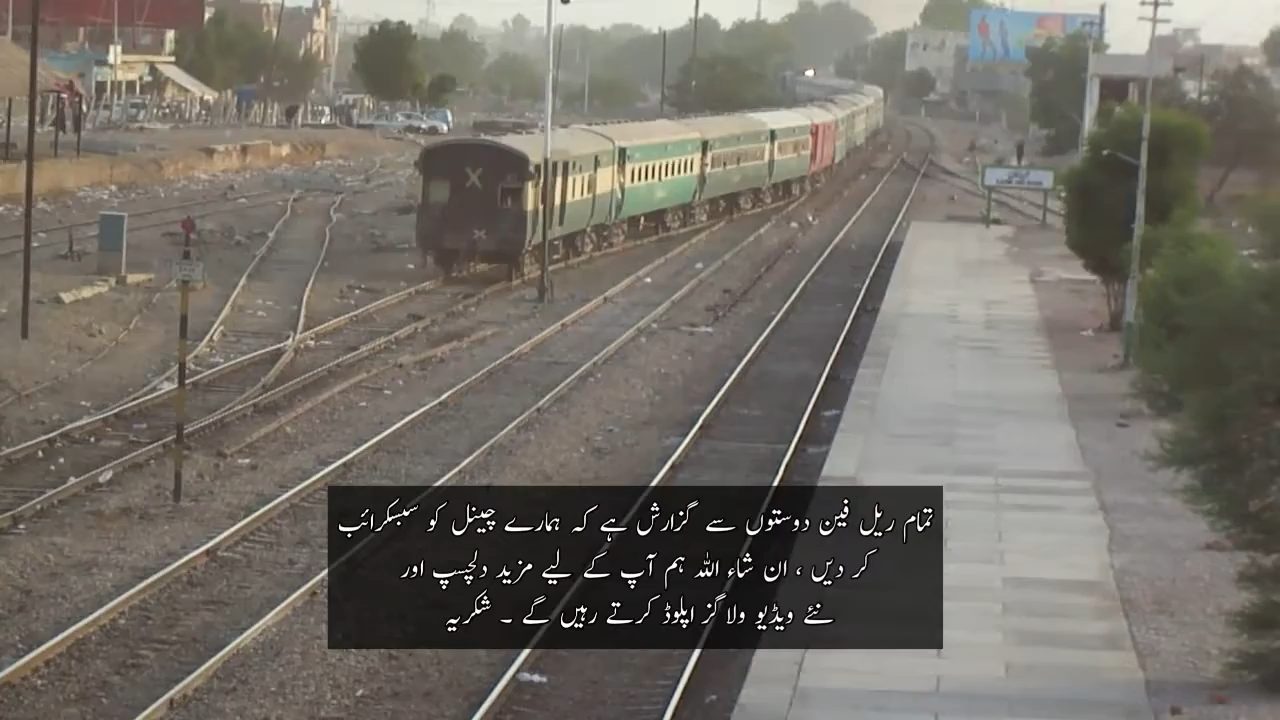 تمام ریل فین دوستوں سے گزارش ہے کہ ہمارے چینل کو سبسکرائب
کر دیں ، ان شاء اللہ ہم آپ کے لیے مزید دلچسپ اور
نئے ویڈیو ولاگز اپلوڈ کرتے رہیں گے ۔ شکریہ